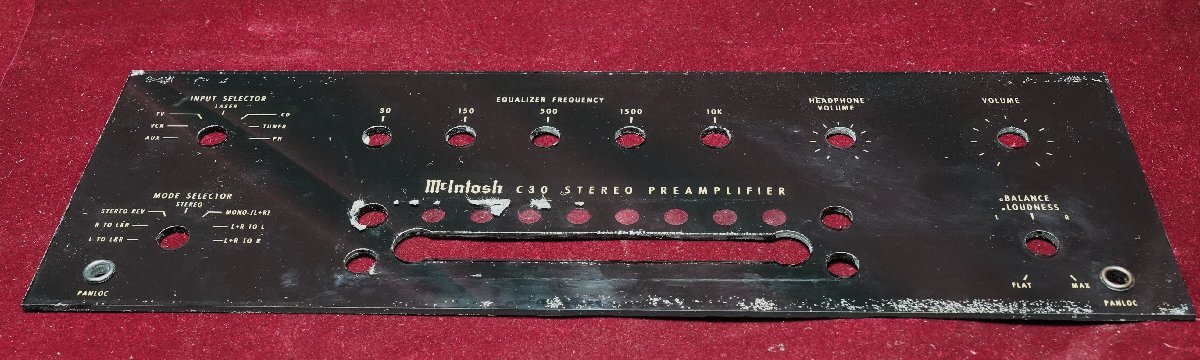 INPUT SELECTOR
LASER
TV
CD
VCR
TUNER
AUX
PH
EQUALIZER FREQUENCY
30 150 500 1500 10K
HEADPHONE
VOLUME
VOLUME
McIntosh C30 STEREO PREAMPLIFIER
MODE SELECTOR
STEREO
STEREO REV
MONO-(L+R)
R TO L&R
L+R TO L
L TO L&R
L+R TO R
BALANCE
LOUDNESS
L R
FLAT MAX
PANLOC
PANLOC